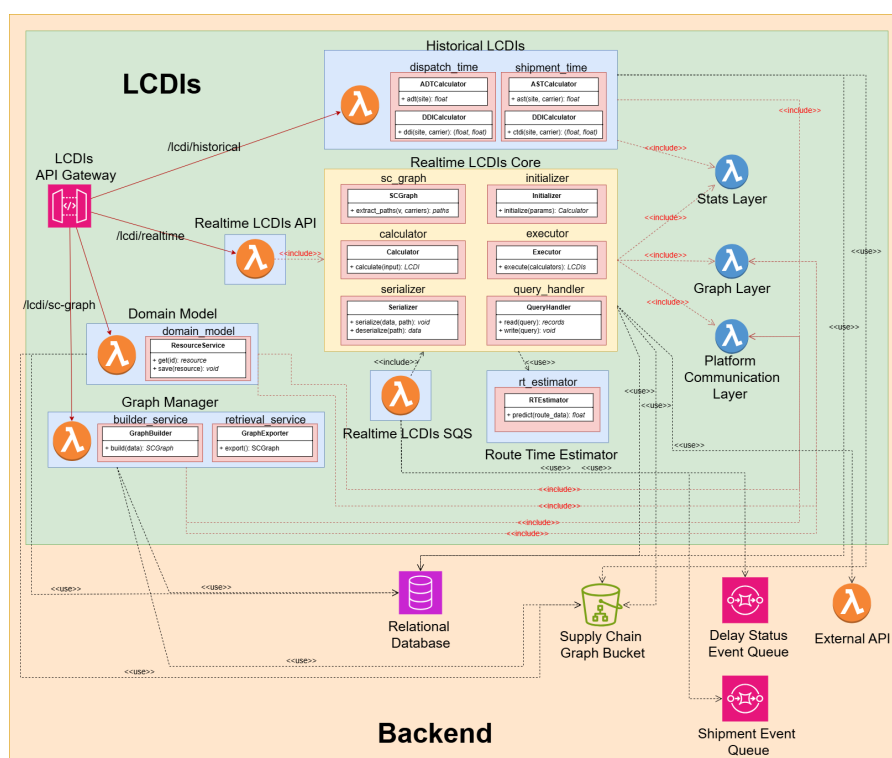 LCDIs
Historical LCDIs
dispatch_time
ADTCalculator
+ adt(site): float
DDICalculator
+ ddi(site, carrier): (float, float)
shipment_time
ASTCalculator
+ ast(site, carrier): float
DDICalculator
+ ctdi(site, carrier): (float, float)
/lcdi/historical
<<include>>
<<include>>
<<include>>
LCDIs
API Gateway
Realtime LCDIs Core
sc_graph
SCGraph
+ extract_paths(v, carriers): paths
initializer
Initializer
+ initialize(params): Calculator
calculator
Calculator
+ calculate(input): LCDI
executor
Executor
+ execute(calculators): LCDIs
serializer
Serializer
+ serialize(data, path): void
+ deserialize(path): data
query_handler
QueryHandler
+ read(query): records
+ write(query): void
Stats Layer
Realtime LCDIs API
/lcdi/realtime
<<include>>
<<include>>
<<use>>
Graph Layer
<<include>>
Platform
Communication
Layer
/lcdi/sc-graph
Domain Model
domain_model
ResourceService
+ get(id): resource
+ save(resource): void
<<include>>
<<use>>
rt_estimator
RTEstimator
+ predict(route_data): float
Route Time Estimator
Realtime LCDIs SQS
<<use>>
Graph Manager
builder_service
GraphBuilder
+ build(data): SCGraph
retrieval_service
GraphExporter
+ export(): SCGraph
<<use>>
<<use>>
<<include>>
<<include>>
<<include>>
<<include>>
<<use>>
<<use>>
<<use>>
<<use>>
<<use>>
<<use>>
Relational
Database
Supply Chain
Graph Bucket
Delay Status
Event Queue
External API
<<use>>
<<use>>
Shipment Event
Queue
Backend